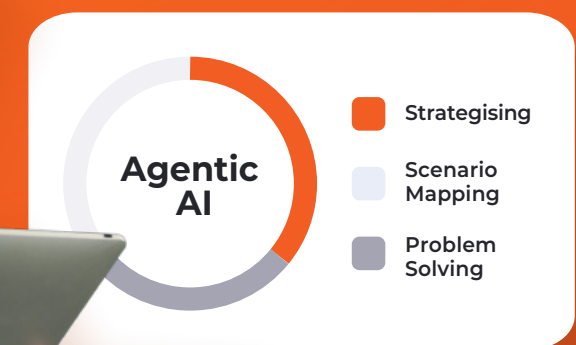 Agentic
AI
Strategising
Scenario
Mapping
Problem
Solving